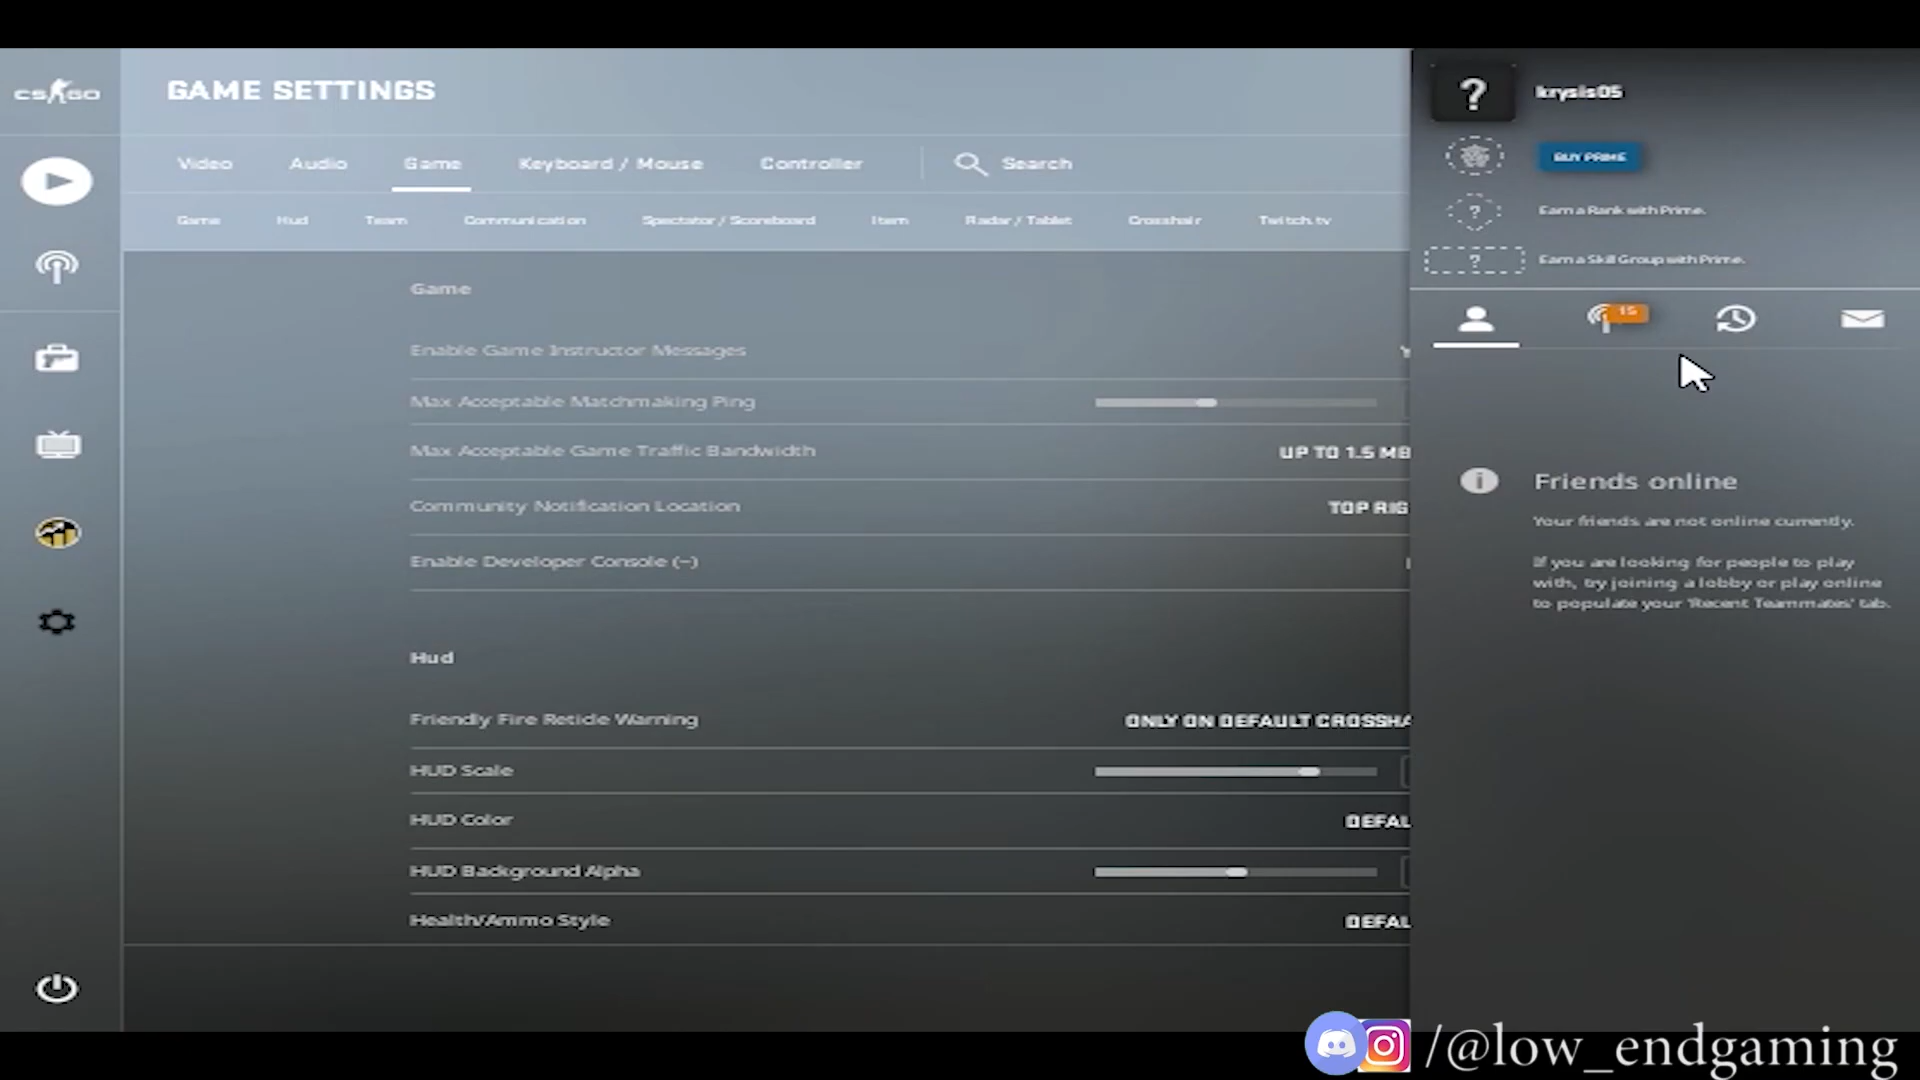 CS GO
GAME SETTINGS
Video Audio Game Keyboard / Mouse Controller Search
Game Hud Team Communication Spectator / Scoreboard Item Radar / Tablet Crosshair Twitch.tv
Game
Enable Game Instructor Messages
Max Acceptable Matchmaking Ping
Max Acceptable Game Traffic Bandwidth UP TO 1.5 MB
Community Notification Location TOP RIG
Enable Developer Console (~)
Hud
Friendly Fire Reticle Warning ONLY ON DEFAULT CROSSHA
HUD Scale
HUD Color DEFAU
HUD Background Alpha
Health/Ammo Style DEFAU
? krysis05
BUY PRIME
? Earn a Rank with Prime.
? Earn a Skill Group with Prime.
15
Friends online
Your friends are not online currently.
If you are looking for people to play
with, try joining a lobby or play online
to populate your 'Recent Teammates' tab.
/@low_endgaming